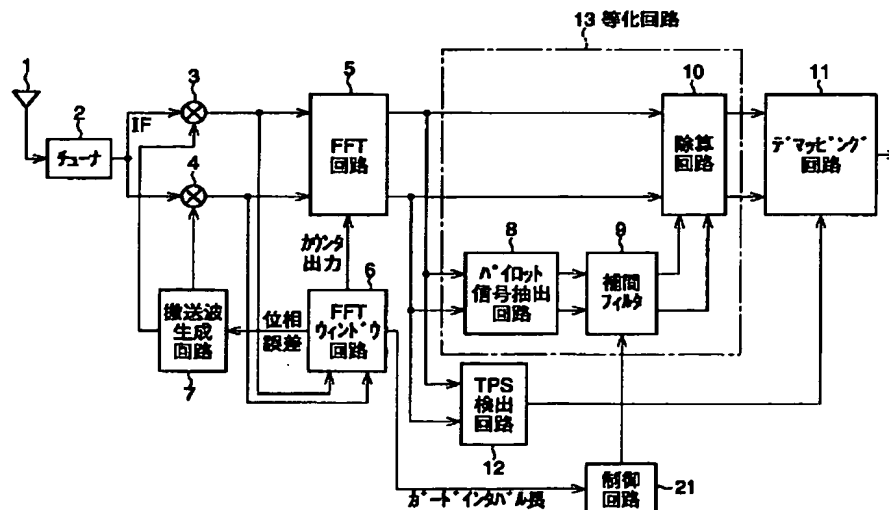 13 等化回路
1
2
チューナ
IF
3
4
5
FFT
回路
カウンタ
出力
6
FFT
ウィンドウ
回路
位相
誤差
搬送波
生成
回路
7
8
パイロット
信号抽出
回路
9
補間
フィルタ
10
除算
回路
11
デマッピング
回路
TPS
検出
回路
12
ガードインタバル長
制御
回路
21